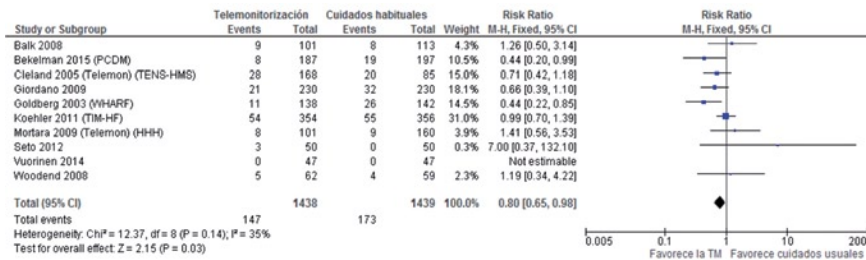 Telemonitorización Cuidados habituales Risk Ratio Risk Ratio
Study or Subgroup Events Total Events Total Weight M-H, Fixed, 95% CI M-H, Fixed, 95% CI
Balk 2008 9 101 8 113 4.3% 1.26 [0.50, 3.14]
Bekelman 2015 (PCDM) 8 187 19 197 10.5% 0.44 [0.20, 0.99]
Cleland 2005 (Telemon) (TENS-HMS) 28 168 20 85 15.1% 0.71 [0.42, 1.18]
Giordano 2009 21 230 32 230 18.1% 0.66 [0.39, 1.10]
Goldberg 2003 (WHARF) 11 138 26 142 14.5% 0.44 [0.22, 0.85]
Koehler 2011 (TIM-HF) 54 354 55 356 31.0% 0.99 [0.70, 1.39]
Mortara 2009 (Telemon) (HHH) 8 101 9 160 3.9% 1.41 [0.56, 3.53]
Seto 2012 3 50 0 50 0.3% 7.00 [0.37, 132.10]
Vuorinen 2014 0 47 0 47 Not estimable
Woodend 2008 5 62 4 59 2.3% 1.19 [0.34, 4.22]
Total (95% CI) 1438 1439 100.0% 0.80 [0.65, 0.98]
Total events 147 173
Heterogeneity: Chi² = 12.37, df = 8 (P = 0.14); I² = 35%
Test for overall effect: Z = 2.15 (P = 0.03)
0.005 0.1 1 10 200
Favorece la TM Favorece cuidados usuales